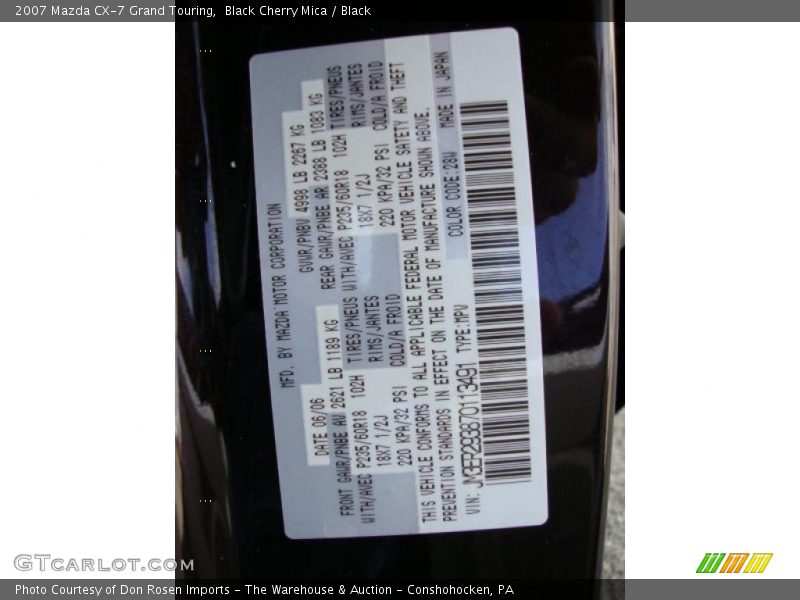 2007 Mazda CX-7 Grand Touring, Black Cherry Mica / Black
MFD. BY MAZDA MOTOR CORPORATION
DATE 06/06 GVWR/PNBV 4998 LB 2267 KG
FRONT GAWR/PNBE AV 2621 LB 1189 KG REAR GAWR/PNBE AR 2388 LB 1083 KG
WITH/AVEC P235/60R18 102H TIRES/PNEUS WITH/AVEC P235/60R18 102H TIRES/PNEUS
18X7 1/2J RIMS/JANTES 18X7 1/2J RIMS/JANTES
220 KPA/32 PSI COLD/A FROID 220 KPA/32 PSI COLD/A FROID
THIS VEHICLE CONFORMS TO ALL APPLICABLE FEDERAL MOTOR VEHICLE SAFETY AND THEFT
PREVENTION STANDARDS IN EFFECT ON THE DATE OF MANUFACTURE SHOWN ABOVE.
VIN: JM3ER293870113491 TYPE:MPV COLOR CODE:28W MADE IN JAPAN
GTcarlot.com
Photo Courtesy of Don Rosen Imports - The Warehouse & Auction - Conshohocken, PA